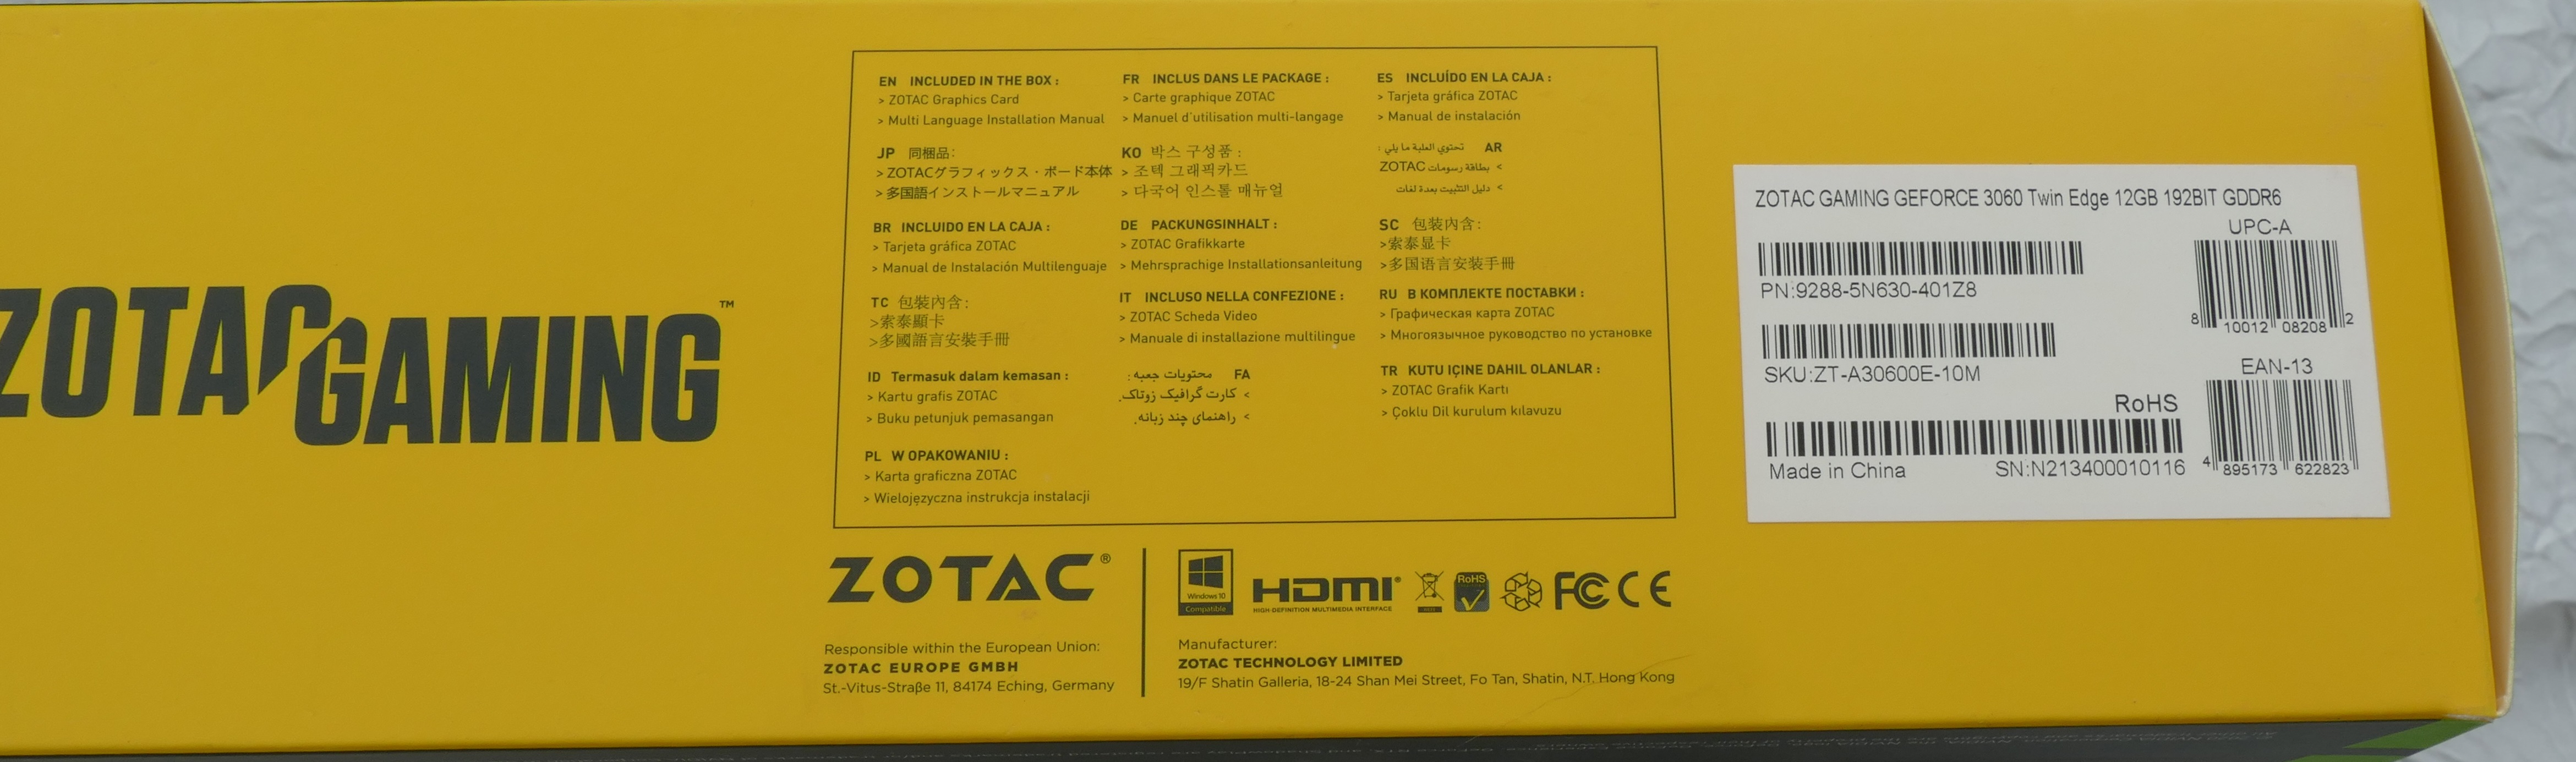 ZOTAC GAMING™
EN INCLUDED IN THE BOX :
> ZOTAC Graphics Card
> Multi Language Installation Manual
FR INCLUS DANS LE PACKAGE :
> Carte graphique ZOTAC
> Manuel d'utilisation multi-langage
ES INCLUÍDO EN LA CAJA :
> Tarjeta gráfica ZOTAC
> Manual de instalación
JP 同梱品:
> ZOTACグラフィックス・ボード本体
> 多国語インストールマニュアル
KO 박스 구성품 :
> 조텍 그래픽카드
> 다국어 인스톨 매뉴얼
AR تحتوي العلبة ما يلي :
> بطاقة رسومات ZOTAC
> دليل التثبيت بعدة لغات
BR INCLUIDO EN LA CAJA :
> Tarjeta gráfica ZOTAC
> Manual de Instalación Multilenguaje
DE PACKUNGSINHALT :
> ZOTAC Grafikkarte
> Mehrsprachige Installationsanleitung
SC 包裝內含:
>索泰显卡
>多国语言安装手冊
TC 包裝內含:
>索泰顯卡
>多國語言安裝手冊
IT INCLUSO NELLA CONFEZIONE :
> ZOTAC Scheda Video
> Manuale di installazione multilingue
RU В КОМПЛЕКТЕ ПОСТАВКИ :
> Графическая карта ZOTAC
> Многоязычное руководство по установке
ID Termasuk dalam kemasan :
> Kartu grafis ZOTAC
> Buku petunjuk pemasangan
FA محتویات جعبه :
> کارت گرافیک زوتاک.
> راهنمای چند زبانه.
TR KUTU IÇINE DAHIL OLANLAR :
> ZOTAC Grafik Kartı
> Çoklu Dil kurulum kılavuzu
PL W OPAKOWANIU :
> Karta graficzna ZOTAC
> Wielojęzyczna instrukcja instalacji
ZOTAC®
Responsible within the European Union:
ZOTAC EUROPE GMBH
St.-Vitus-Straβe 11, 84174 Eching, Germany
Windows 10
Compatible
HDMI®
HIGH-DEFINITION MULTIMEDIA INTERFACE
RoHS
FC CE
Manufacturer:
ZOTAC TECHNOLOGY LIMITED
19/F Shatin Galleria, 18-24 Shan Mei Street, Fo Tan, Shatin, N.T. Hong Kong
ZOTAC GAMING GEFORCE 3060 Twin Edge 12GB 192BIT GDDR6
UPC-A
PN:9288-5N630-401Z8
8 10012 08208 2
SKU:ZT-A30600E-10M
EAN-13
RoHS
Made in China SN:N213400010116
4 895173 622823